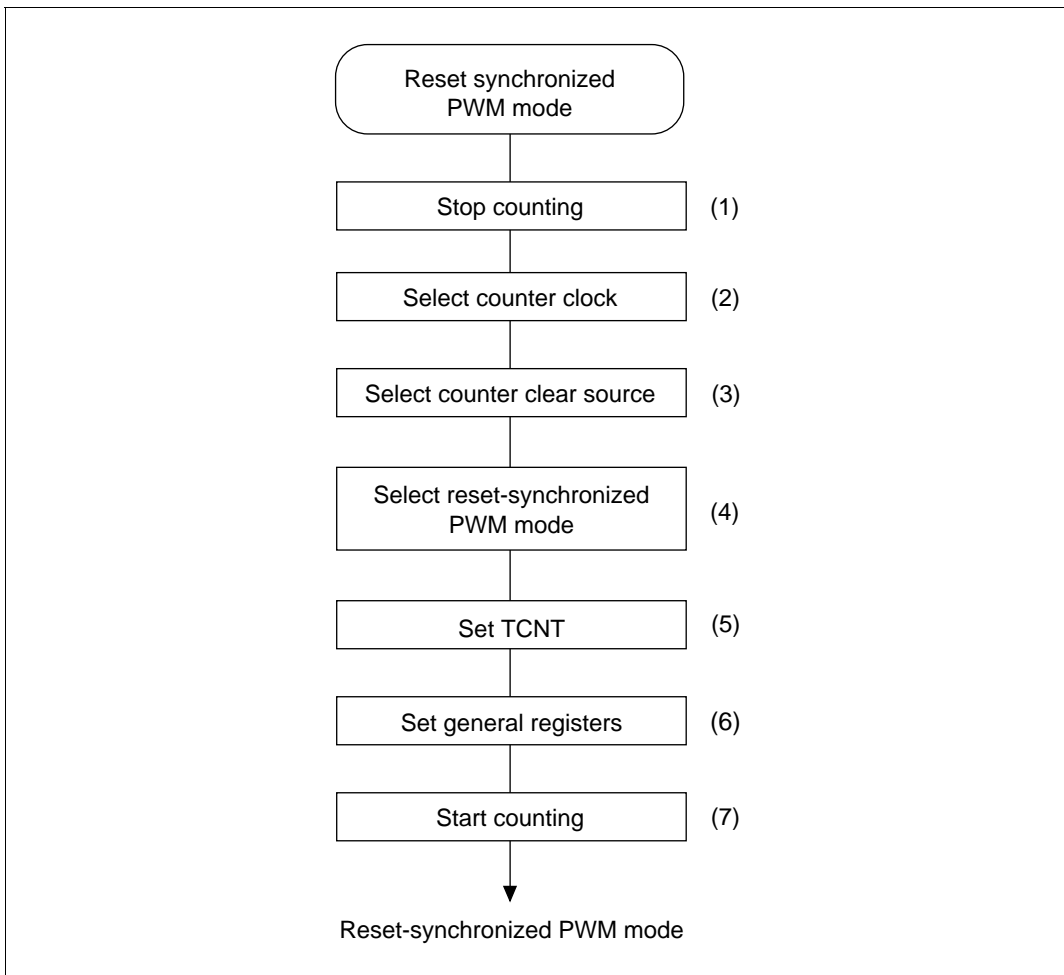 Reset synchronized
PWM mode
Stop counting (1)
Select counter clock (2)
Select counter clear source (3)
Select reset-synchronized
PWM mode (4)
Set TCNT (5)
Set general registers (6)
Start counting (7)
Reset-synchronized PWM mode